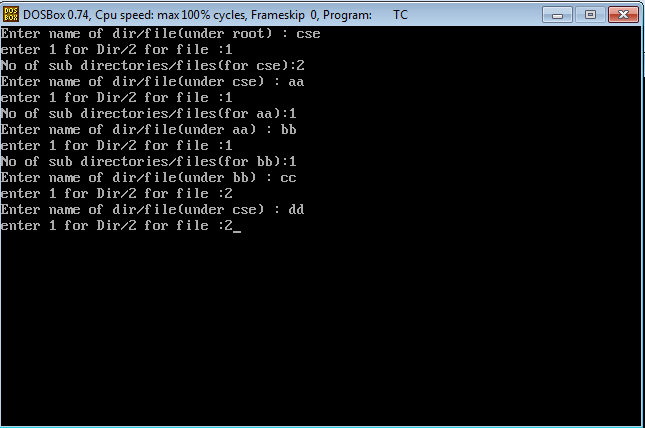 DOS
BOX
DOSBox 0.74, Cpu speed: max 100% cycles, Frameskip 0, Program: TC
Enter name of dir/file(under root) : cse
enter 1 for Dir/2 for file :1
No of sub directories/files(for cse):2
Enter name of dir/file(under cse) : aa
enter 1 for Dir/2 for file :1
No of sub directories/files(for aa):1
Enter name of dir/file(under aa) : bb
enter 1 for Dir/2 for file :1
No of sub directories/files(for bb):1
Enter name of dir/file(under bb) : cc
enter 1 for Dir/2 for file :2
Enter name of dir/file(under cse) : dd
enter 1 for Dir/2 for file :2_